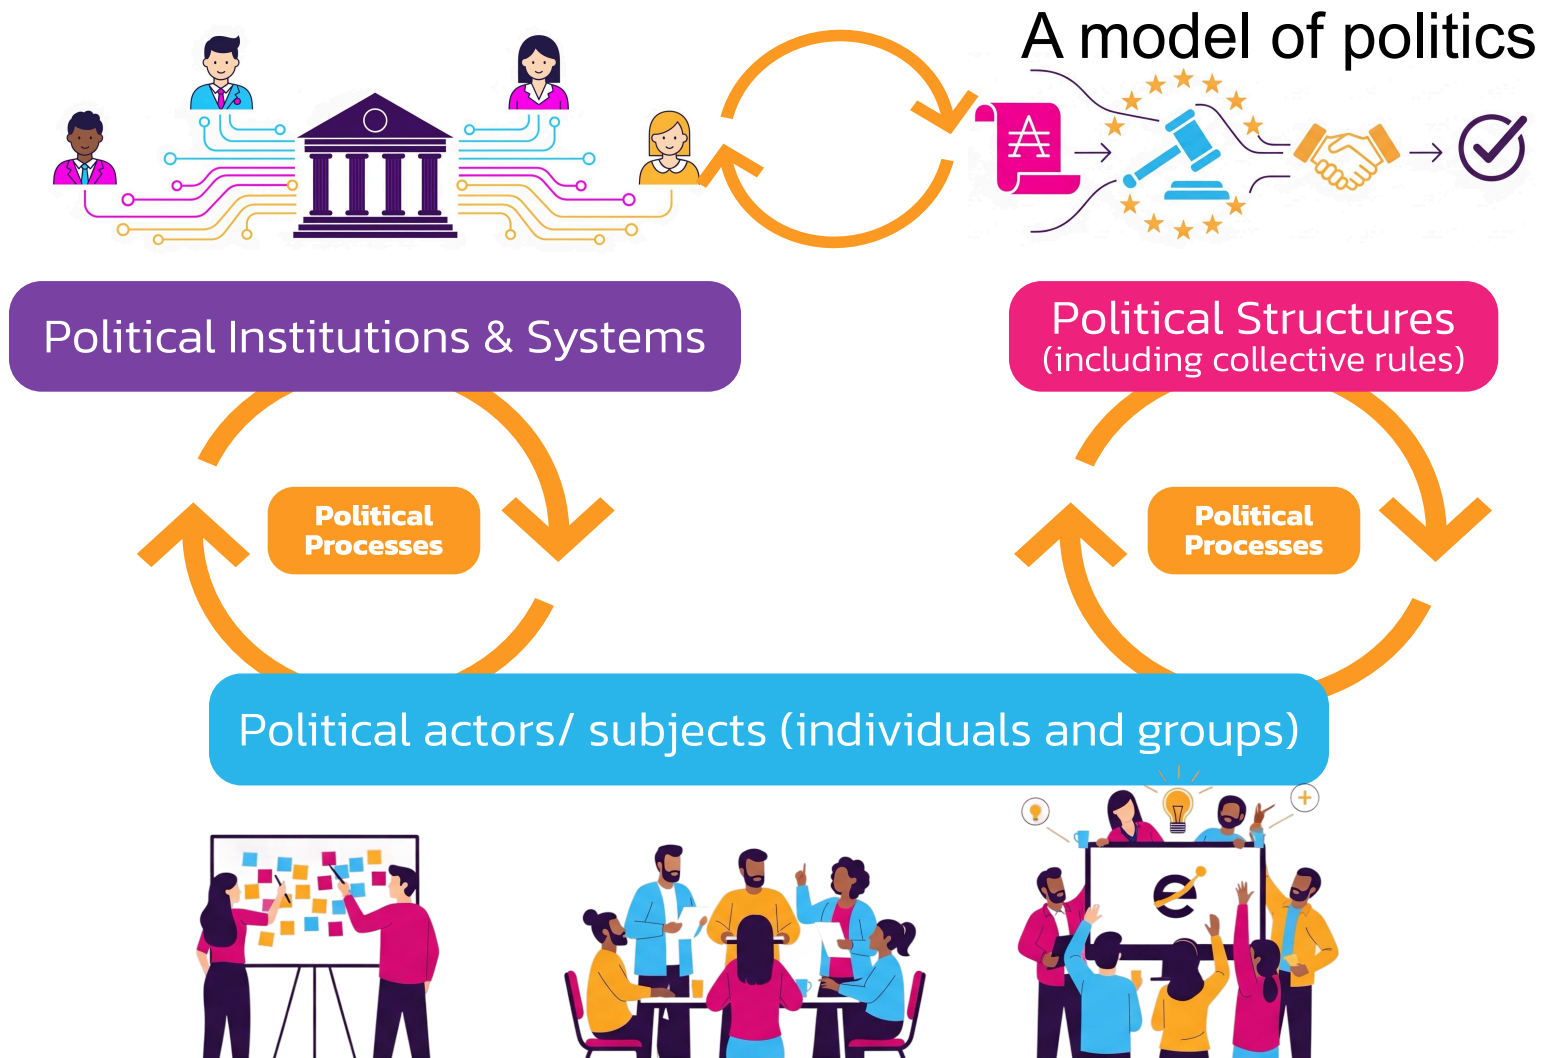 A model of politics
Political Institutions & Systems
Political Structures
(including collective rules)
Political
Processes
Political
Processes
Political actors/ subjects (individuals and groups)
e